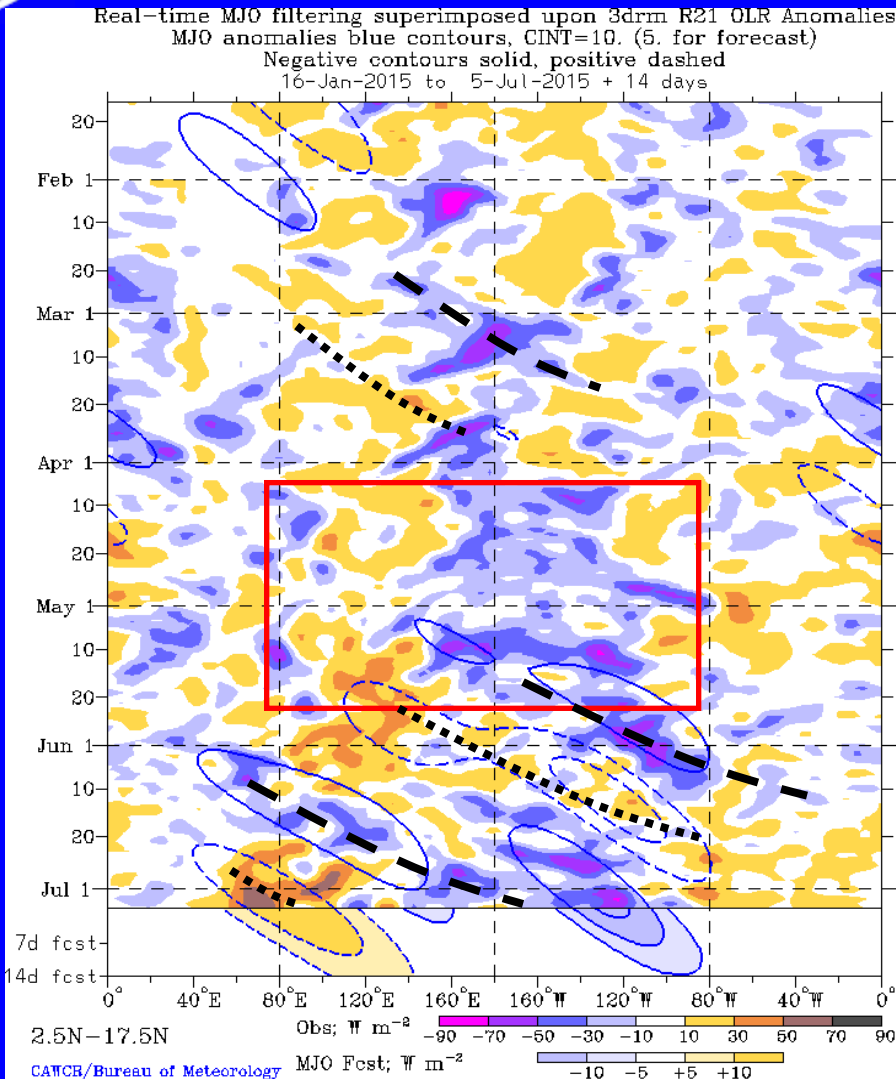 Real-time MJO filtering superimposed upon 3drm R21 OLR Anomalies
MJO anomalies blue contours, CINT=10. (5. for forecast)
Negative contours solid, positive dashed
16-Jan-2015 to 5-Jul-2015 + 14 days
20
Feb 1
10
20
Mar 1
10
20
Apr 1
10
20
May 1
10
20
Jun 1
10
20
Jul 1
7d fcst
14d fcst
0° 40°E 80°E 120°E 160°E 160°W 120°W 80°W 40°W 0°
2.5N-17.5N
Obs; W m-2
-90 -70 -50 -30 -10 10 30 50 70 90
CAWCR/Bureau of Meteorology
MJO Fcst; W m-2
-10 -5 +5 +10